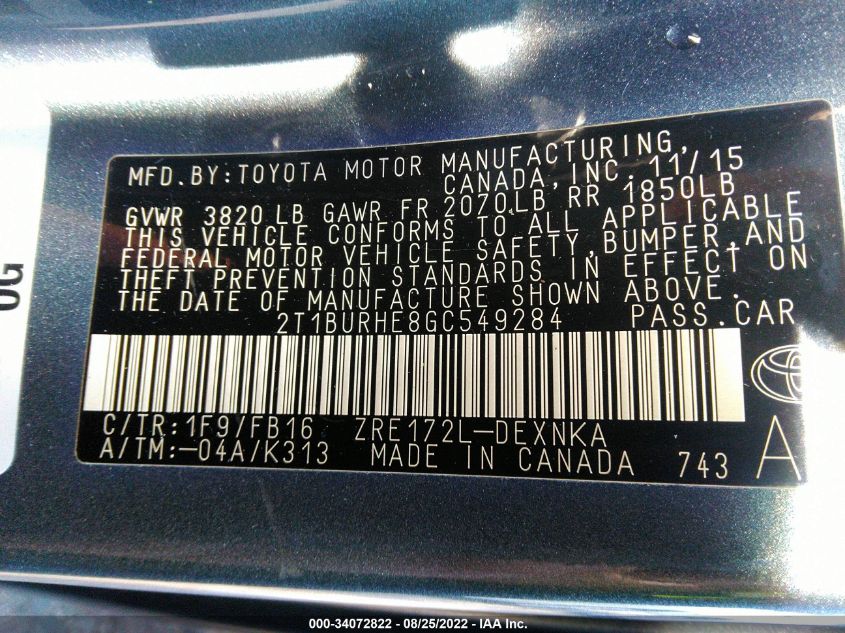 MFD.BY:TOYOTA MOTOR MANUFACTURING,
CANADA,INC.11/15
GVWR 3820 LB GAWR FR 2070LB RR 1850LB
THIS VEHICLE CONFORMS TO ALL APPLICABLE
FEDERAL MOTOR VEHICLE SAFETY,BUMPER,AND
THEFT PREVENTION STANDARDS IN EFFECT ON
THE DATE OF MANUFACTURE SHOWN ABOVE.
2T1BURHE8GC549284 PASS.CAR
C/TR:1F9/FB16 ZRE172L-DEXNKA
A/TM:-04A/K313 MADE IN CANADA 743 A
OG
000-34072822 - 08/25/2022 - IAA Inc.